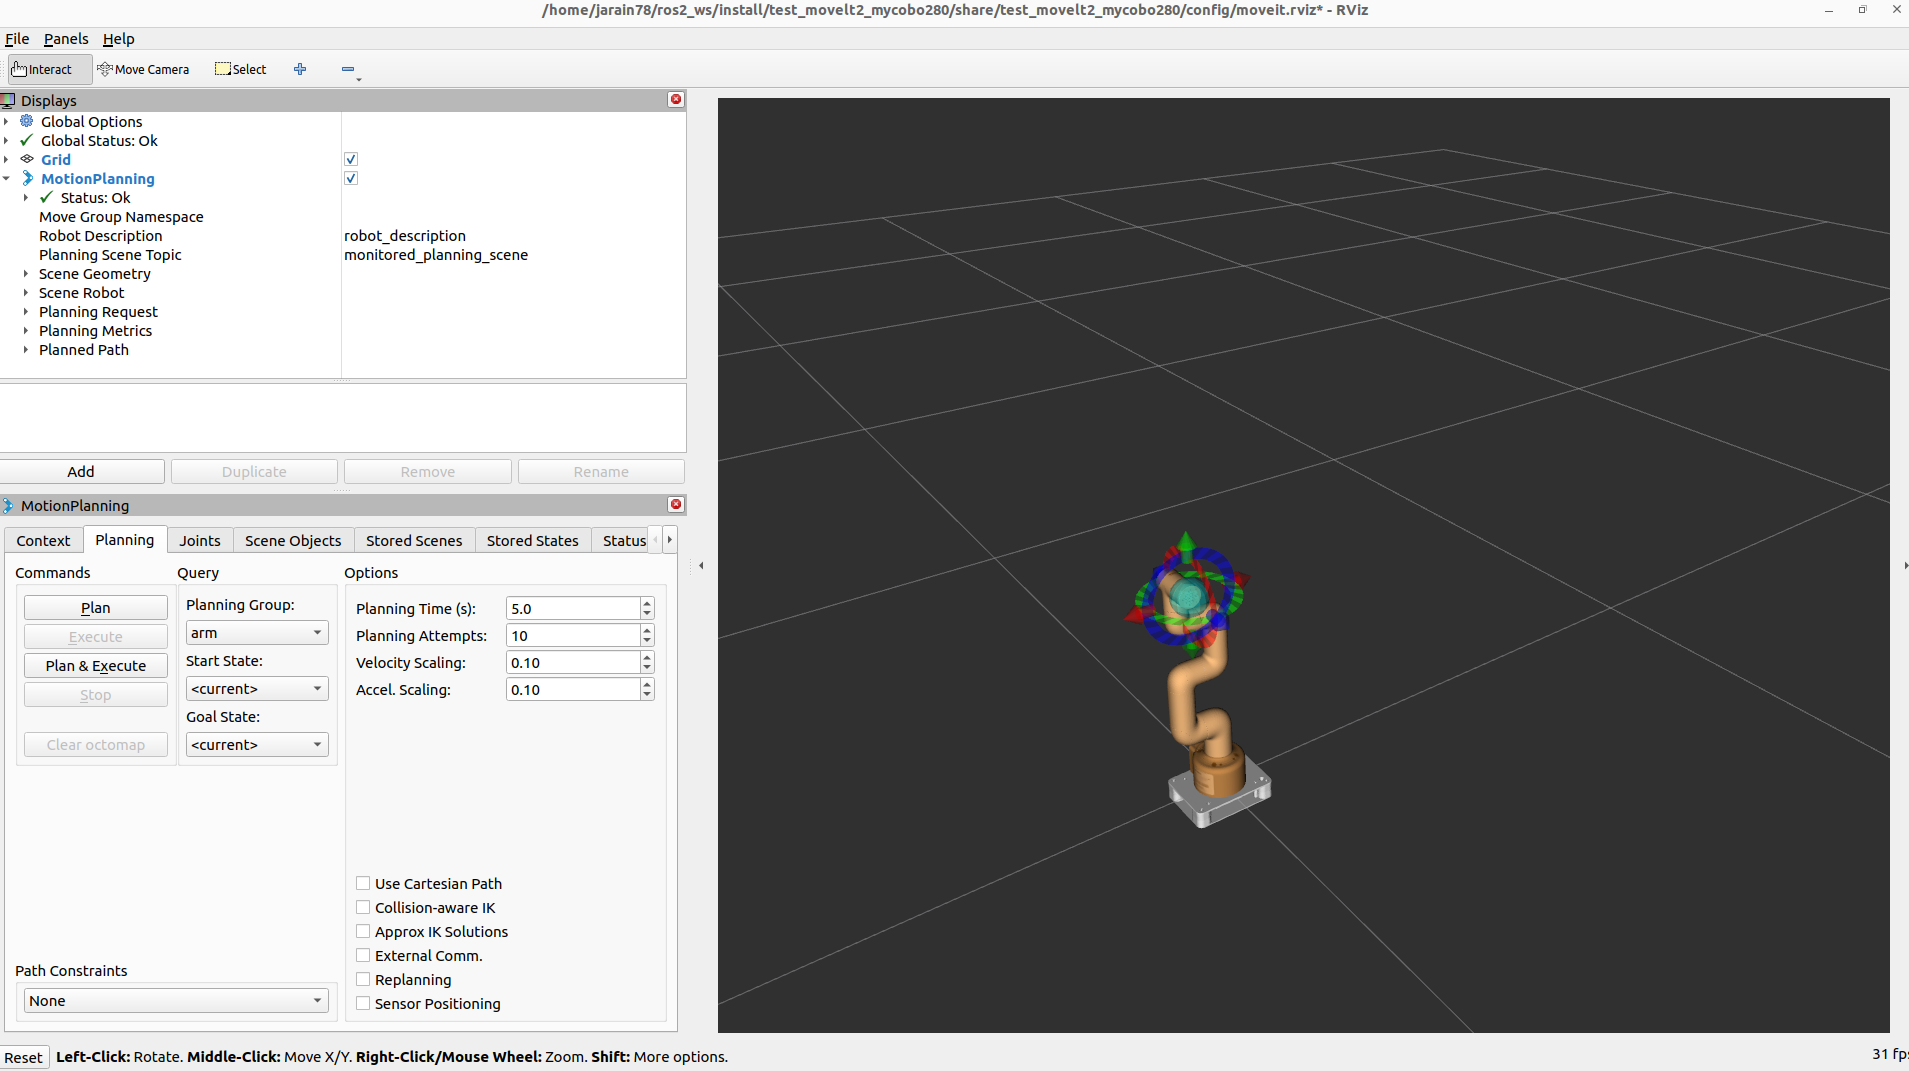 /home/jarain78/ros2_ws/install/test_moveIt2_mycobo280/share/test_moveIt2_mycobo280/config/moveit.rviz* - RViz
File Panels Help
Interact Move Camera Select
Displays
Global Options
Global Status: Ok
Grid
MotionPlanning
Status: Ok
Move Group Namespace
Robot Description robot_description
Planning Scene Topic monitored_planning_scene
Scene Geometry
Scene Robot
Planning Request
Planning Metrics
Planned Path
Add Duplicate Remove Rename
MotionPlanning
Context Planning Joints Scene Objects Stored Scenes Stored States Status
Commands
Plan
Execute
Plan & Execute
Stop
Clear octomap
Query
Planning Group:
arm
Start State:
<current>
Goal State:
<current>
Options
Planning Time (s): 5.0
Planning Attempts: 10
Velocity Scaling: 0.10
Accel. Scaling: 0.10
Use Cartesian Path
Collision-aware IK
Approx IK Solutions
External Comm.
Replanning
Sensor Positioning
Path Constraints
None
Reset Left-Click: Rotate. Middle-Click: Move X/Y. Right-Click/Mouse Wheel: Zoom. Shift: More options. 31 fps